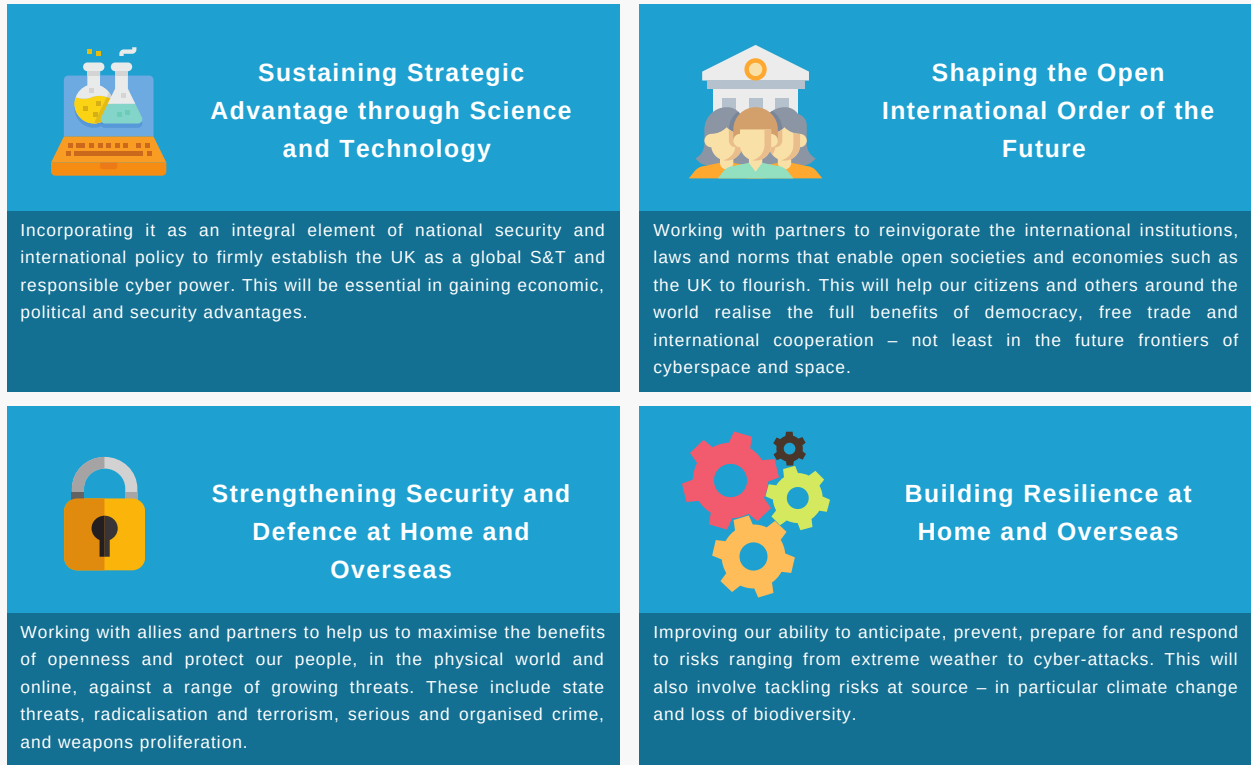 Sustaining Strategic
Advantage through Science
and Technology
Incorporating it as an integral element of national security and
international policy to firmly establish the UK as a global S&T and
responsible cyber power. This will be essential in gaining economic,
political and security advantages.
Shaping the Open
International Order of the
Future
Working with partners to reinvigorate the international institutions,
laws and norms that enable open societies and economies such as
the UK to flourish. This will help our citizens and others around the
world realise the full benefits of democracy, free trade and
international cooperation – not least in the future frontiers of
cyberspace and space.
Strengthening Security and
Defence at Home and
Overseas
Working with allies and partners to help us to maximise the benefits
of openness and protect our people, in the physical world and
online, against a range of growing threats. These include state
threats, radicalisation and terrorism, serious and organised crime,
and weapons proliferation.
Building Resilience at
Home and Overseas
Improving our ability to anticipate, prevent, prepare for and respond
to risks ranging from extreme weather to cyber-attacks. This will
also involve tackling risks at source – in particular climate change
and loss of biodiversity.